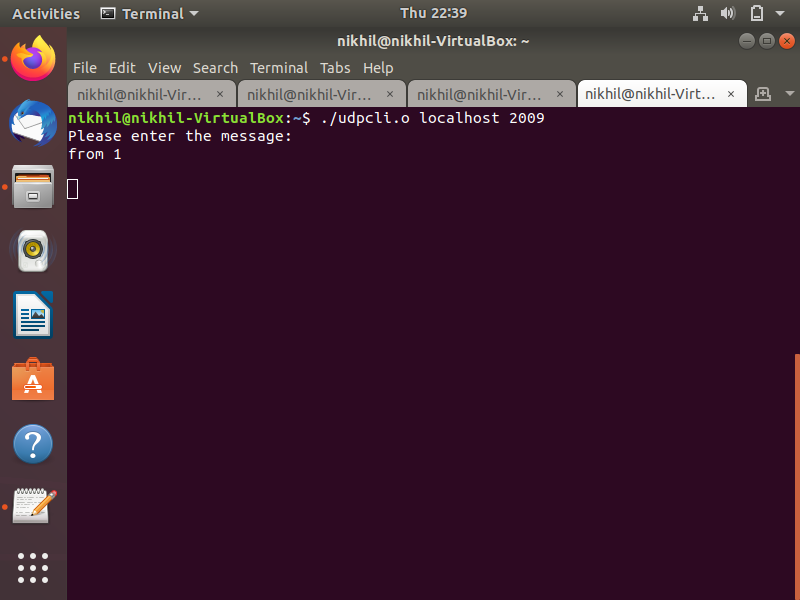 Activities Terminal Thu 22:39
nikhil@nikhil-VirtualBox: ~
File Edit View Search Terminal Tabs Help
nikhil@nikhil-Vir... × nikhil@nikhil-Vir... × nikhil@nikhil-Vir... × nikhil@nikhil-Virt... ×
nikhil@nikhil-VirtualBox:~$ ./udpcli.o localhost 2009
Please enter the message:
from 1